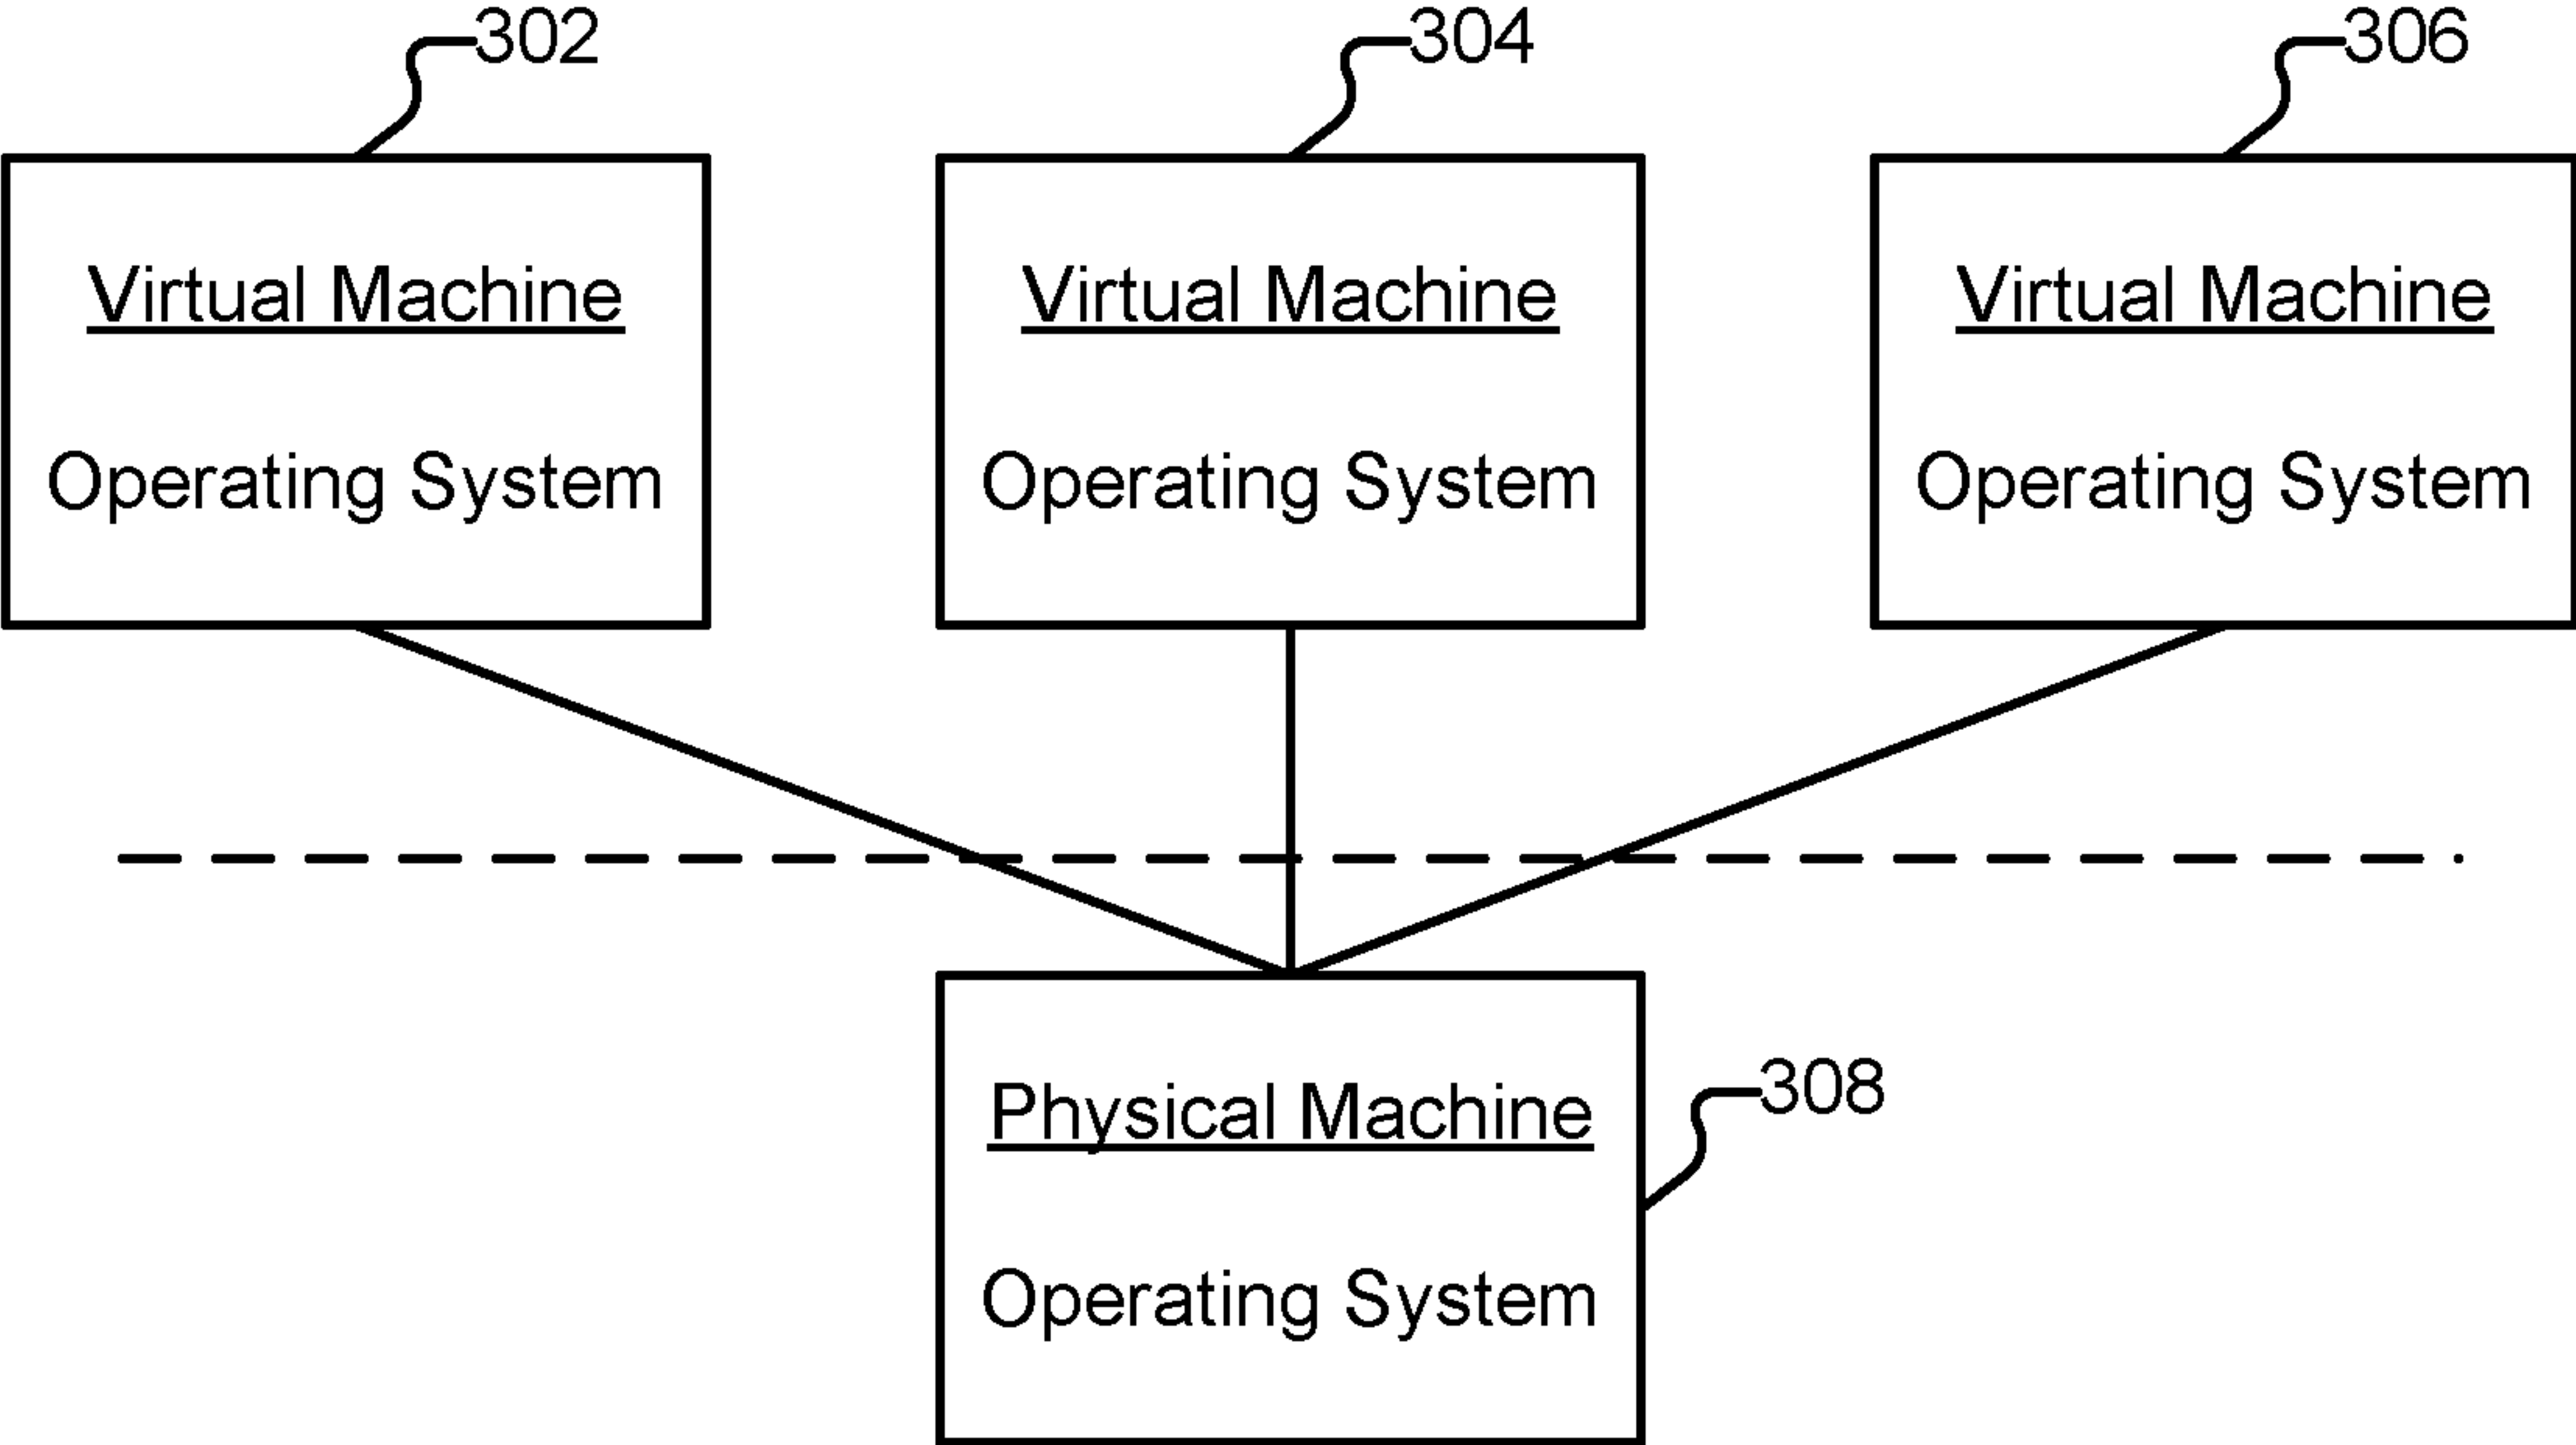 302
304
306
Virtual Machine
Operating System
Virtual Machine
Operating System
Virtual Machine
Operating System
308
Physical Machine
Operating System